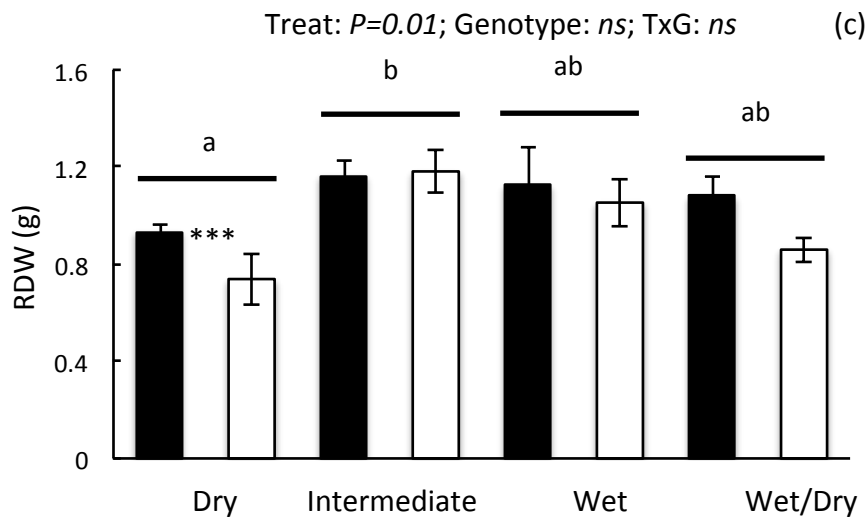 Treat: P=0.01; Genotype: ns; TxG: ns (c)
1.6
1.2
0.8
0.4
0
RDW (g)
a
b
ab
ab
***
Dry Intermediate Wet Wet/Dry